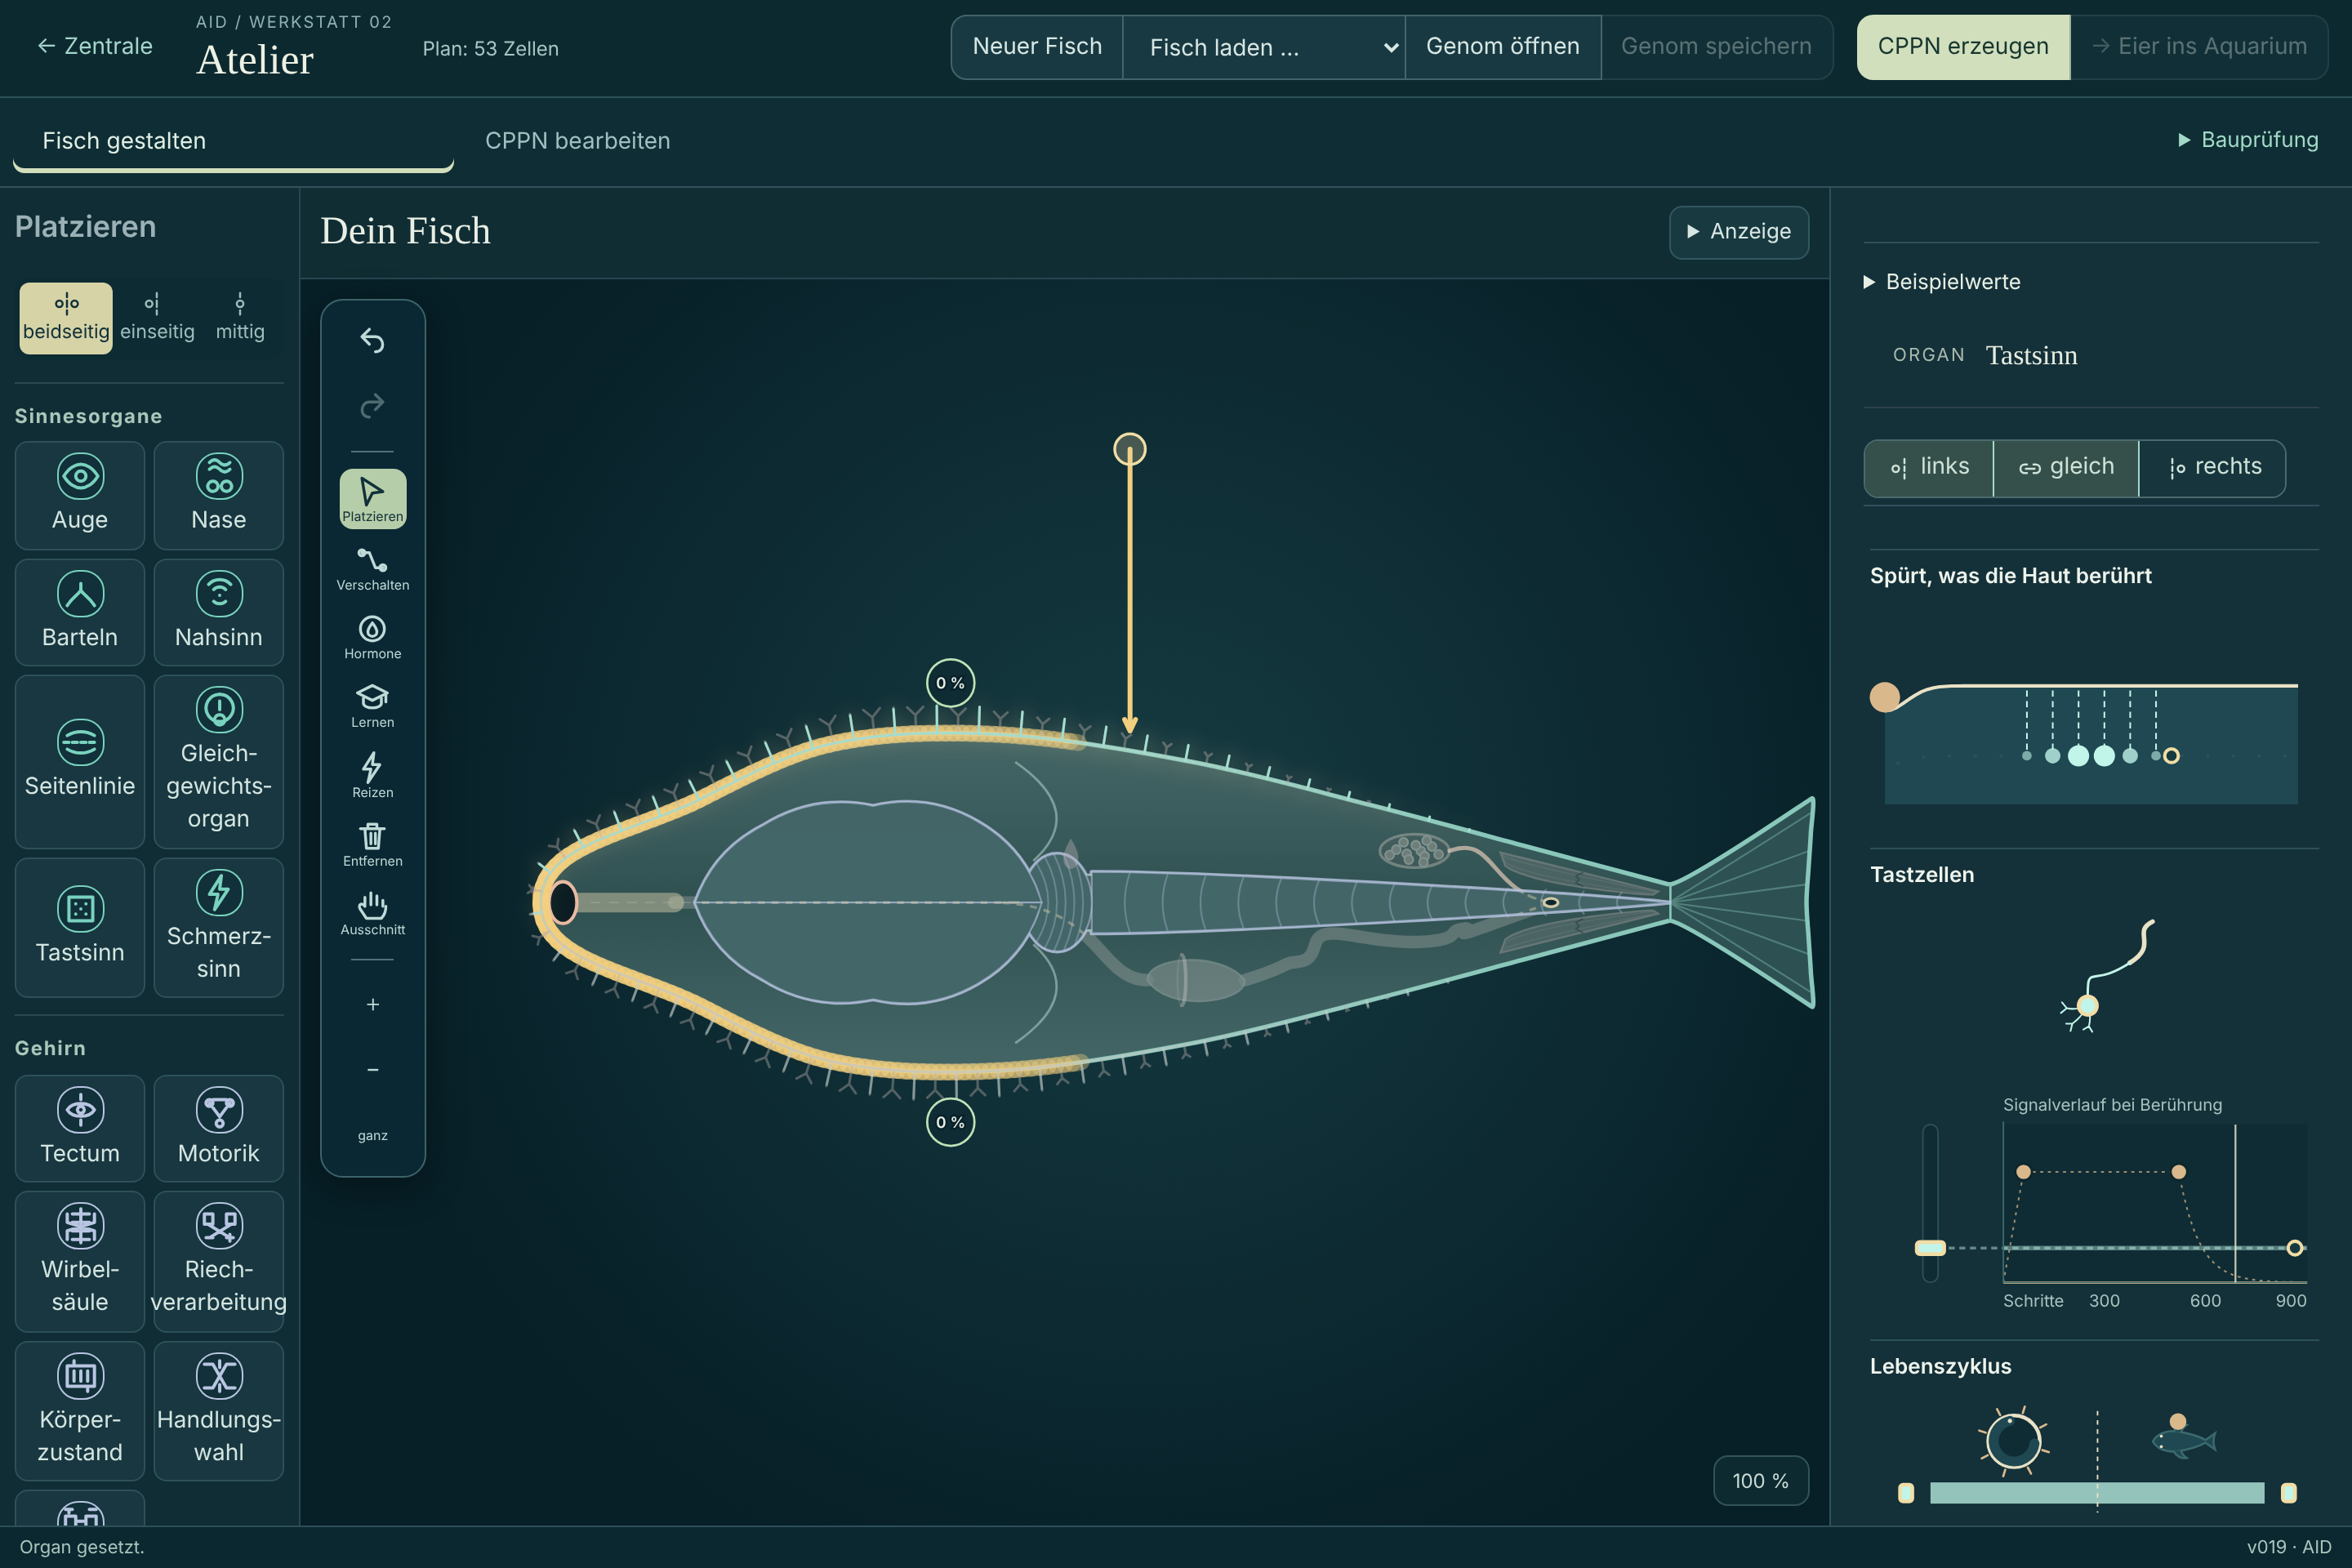 ← Zentrale
AID / WERKSTATT 02
Atelier
Plan: 53 Zellen
Neuer Fisch
Fisch laden ...
Genom öffnen
Genom speichern
CPPN erzeugen
→ Eier ins Aquarium
Fisch gestalten
CPPN bearbeiten
▶ Bauprüfung
Platzieren
beidseitig
einseitig
mittig
Sinnesorgane
Auge
Nase
Barteln
Nahsinn
Seitenlinie
Gleich-
gewichts-
organ
Tastsinn
Schmerz-
sinn
Gehirn
Tectum
Motorik
Wirbel-
säule
Riech-
verarbeitung
Körper-
zustand
Handlungs-
wahl
Dein Fisch
▶ Anzeige
Platzieren
Verschalten
Hormone
Lernen
Reizen
Entfernen
Ausschnitt
+
−
ganz
0 %
0 %
100 %
▶ Beispielwerte
ORGAN Tastsinn
links
gleich
rechts
Spürt, was die Haut berührt
Tastzellen
Signalverlauf bei Berührung
Schritte 300 600 900
Lebenszyklus
Organ gesetzt.
v019 · AID